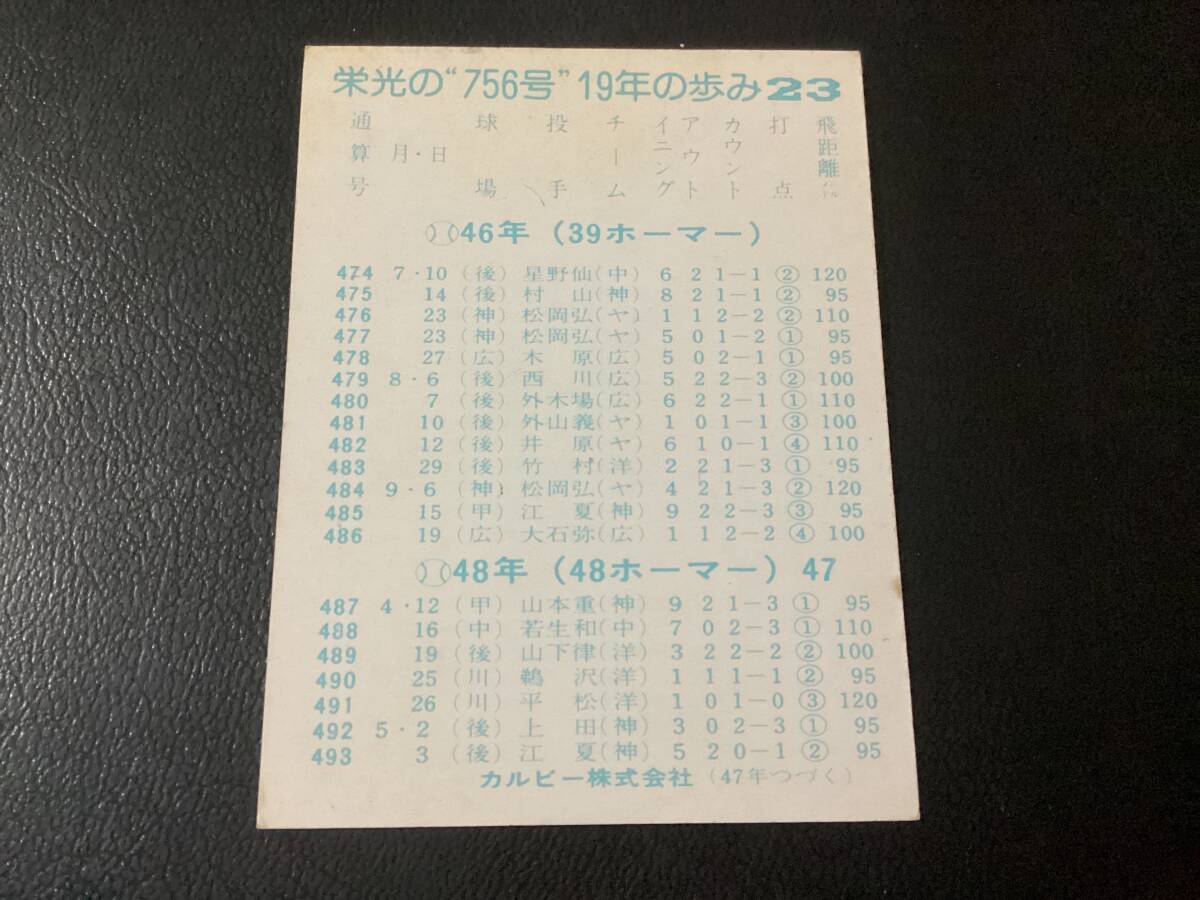 栄光の“756号”19年の歩み23
通算号 月・日 球場 投手 チーム イニング アウト カウント 打点 飛距離
46年(39ホーマー)
474 7・10 (後) 星野仙(中) 6 2 1−1 ② 120
475 14 (後) 村山(神) 8 2 1−1 ② 95
476 23 (神) 松岡弘(ヤ) 1 1 2−2 ② 110
477 23 (神) 松岡弘(ヤ) 5 0 1−2 ① 95
478 27 (広) 木原(広) 5 0 2−1 ① 95
479 8・6 (後) 西川(広) 5 2 2−3 ② 100
480 7 (後) 外木場(広) 6 2 2−1 ① 110
481 10 (後) 外山義(ヤ) 1 0 1−1 ③ 100
482 12 (後) 井原(ヤ) 6 1 0−1 ④ 110
483 29 (後) 竹村(洋) 2 2 1−3 ① 95
484 9・6 (神) 松岡弘(ヤ) 4 2 1−3 ② 120
485 15 (甲) 江夏(神) 9 2 2−3 ③ 95
486 19 (広) 大石弥(広) 1 1 2−2 ④ 100
48年(48ホーマー) 47
487 4・12 (甲) 山本重(神) 9 2 1−3 ① 95
488 16 (中) 若生和(中) 7 0 2−3 ① 110
489 19 (後) 山下律(洋) 3 2 2−2 ② 100
490 25 (川) 鵜沢(洋) 1 1 1−1 ② 95
491 26 (川) 平松(洋) 1 0 1−0 ③ 120
492 5・2 (後) 上田(神) 3 0 2−3 ① 95
493 3 (後) 江夏(神) 5 2 0−1 ② 95
カルビー株式会社 (47年つづく)